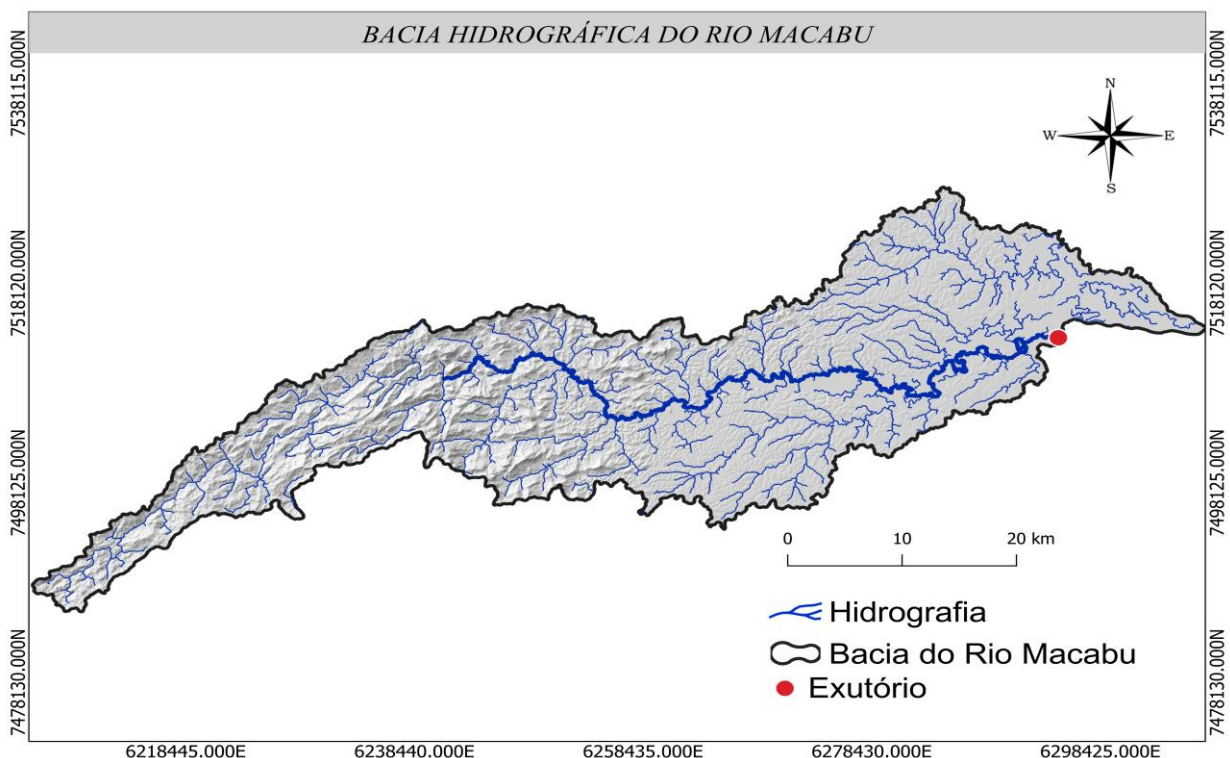 BACIA HIDROGRÁFICA DO RIO MACABU
7538115.000N
7538115.000N
N
W
E
S
7518120.000N
7518120.000N
7498125.000N
7498125.000N
0 10 20 km
Hidrografia
Bacia do Rio Macabu
Exutório
7478130.000N
7478130.000N
6218445.000E 6238440.000E 6258435.000E 6278430.000E 6298425.000E